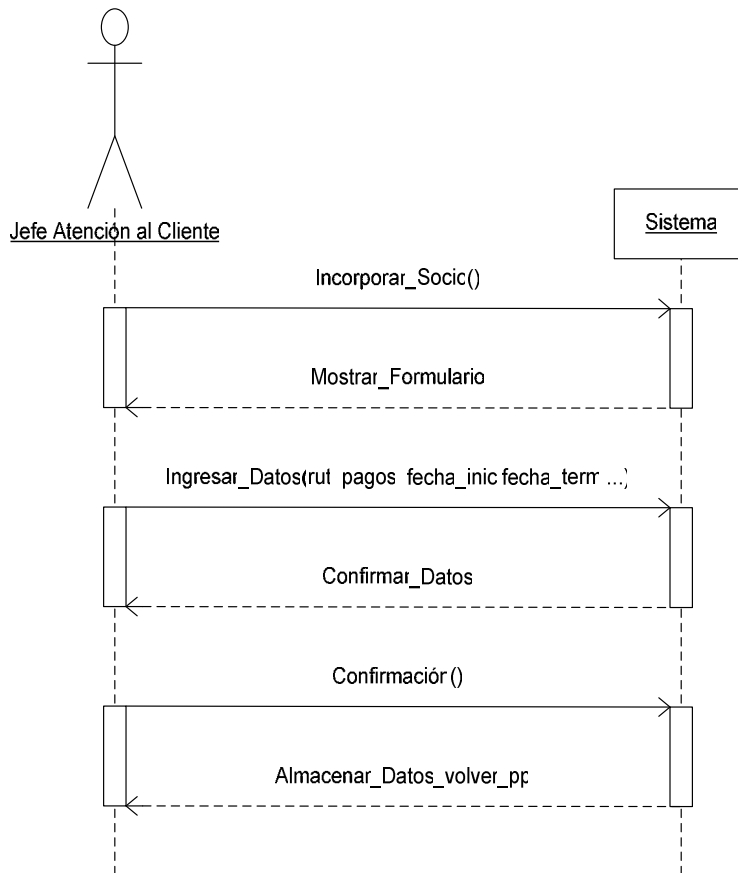 Jefe Atención al Cliente
Sistema
Incorporar_Socio()
Mostrar_Formulario
Ingresar_Datos(rut pagos fecha_inic fecha_term ...)
Confirmar_Datos
Confirmación()
Almacenar_Datos_volver_pp